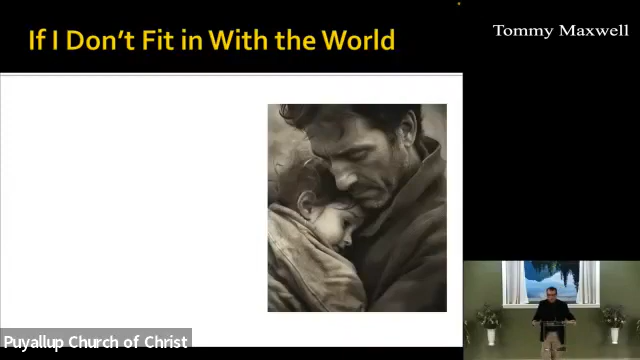 If I Don't Fit in With the World
Tommy Maxwell
Puyallup Church of Christ